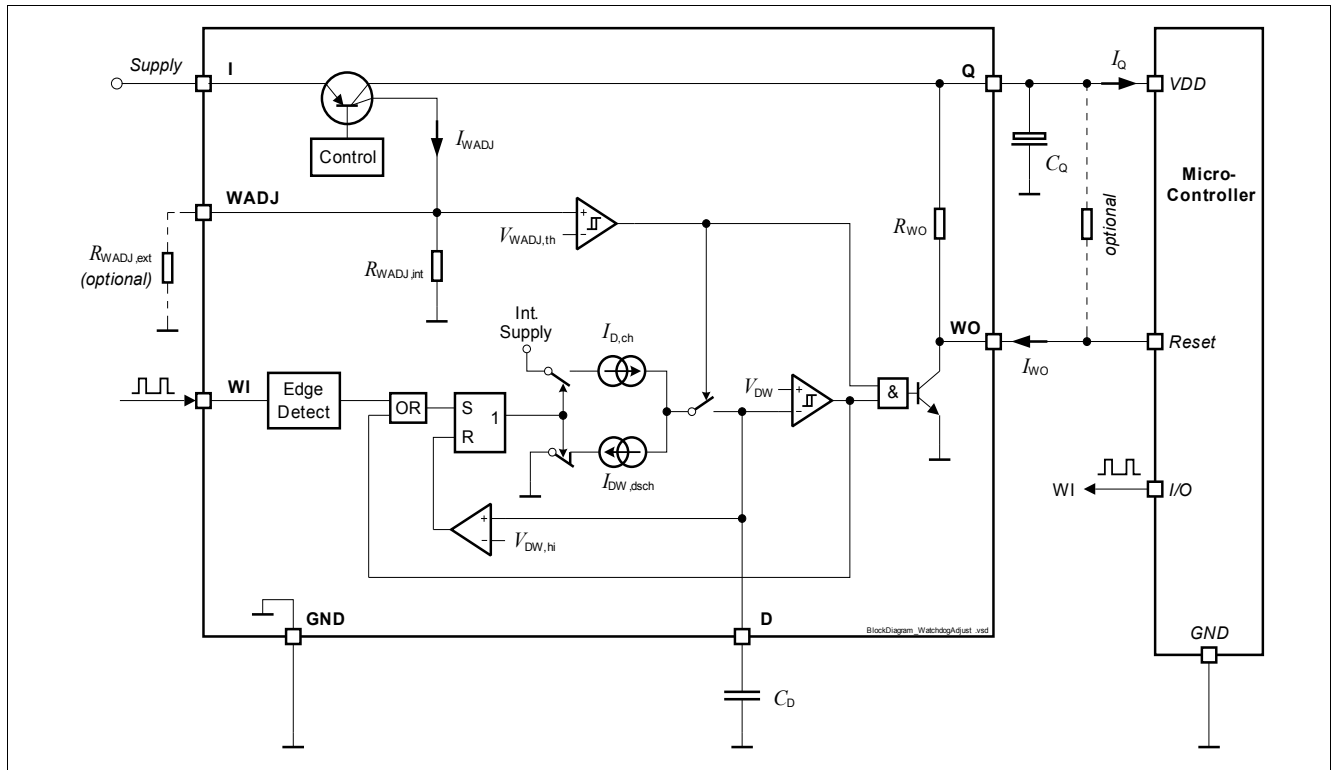 Supply
I
Q
I_Q
VDD
Control
I_WADJ
C_Q
Micro-
Controller
WADJ
V_WADJ,th
R_WO
optional
R_WADJ,ext
(optional)
R_WADJ,int
Int.
Supply
I_D,ch
WO
Reset
I_WO
WI
Edge
Detect
OR
S
R
1
V_DW
+
−
&
I_DW,dsch
WI
I/O
+
−
V_DW,hi
+
−
GND
D
BlockDiagram_WatchdogAdjust .vsd
GND
C_D